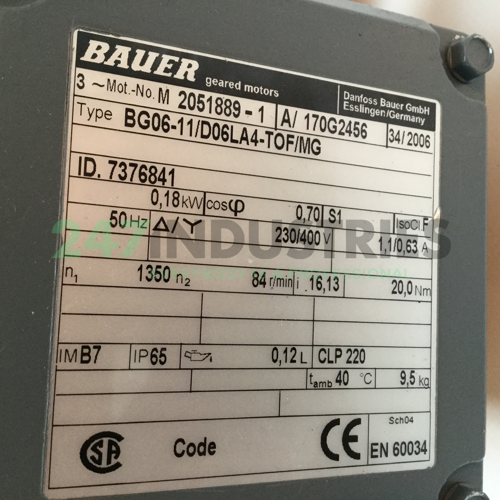 BAUER geared motors Danfoss Bauer GmbH
Esslingen/Germany
3 ~ Mot.-No. M 2051889-1 A/ 170G2456 34/2006
Type BG06-11/D06LA4-TOF/MG
ID. 7376841
0,18 kW cosφ 0,70 S1 IsoCl F
50 Hz Δ/Y 230/400 V 1,1/0,63 A
n1 1350 n2 84 r/min i 16,13 20,0 Nm
IM B7 IP 65 0,12 L CLP 220
tamb 40 °C 9,5 kg
SA Code CE Sch04
EN 60034
247INDUSTRIES